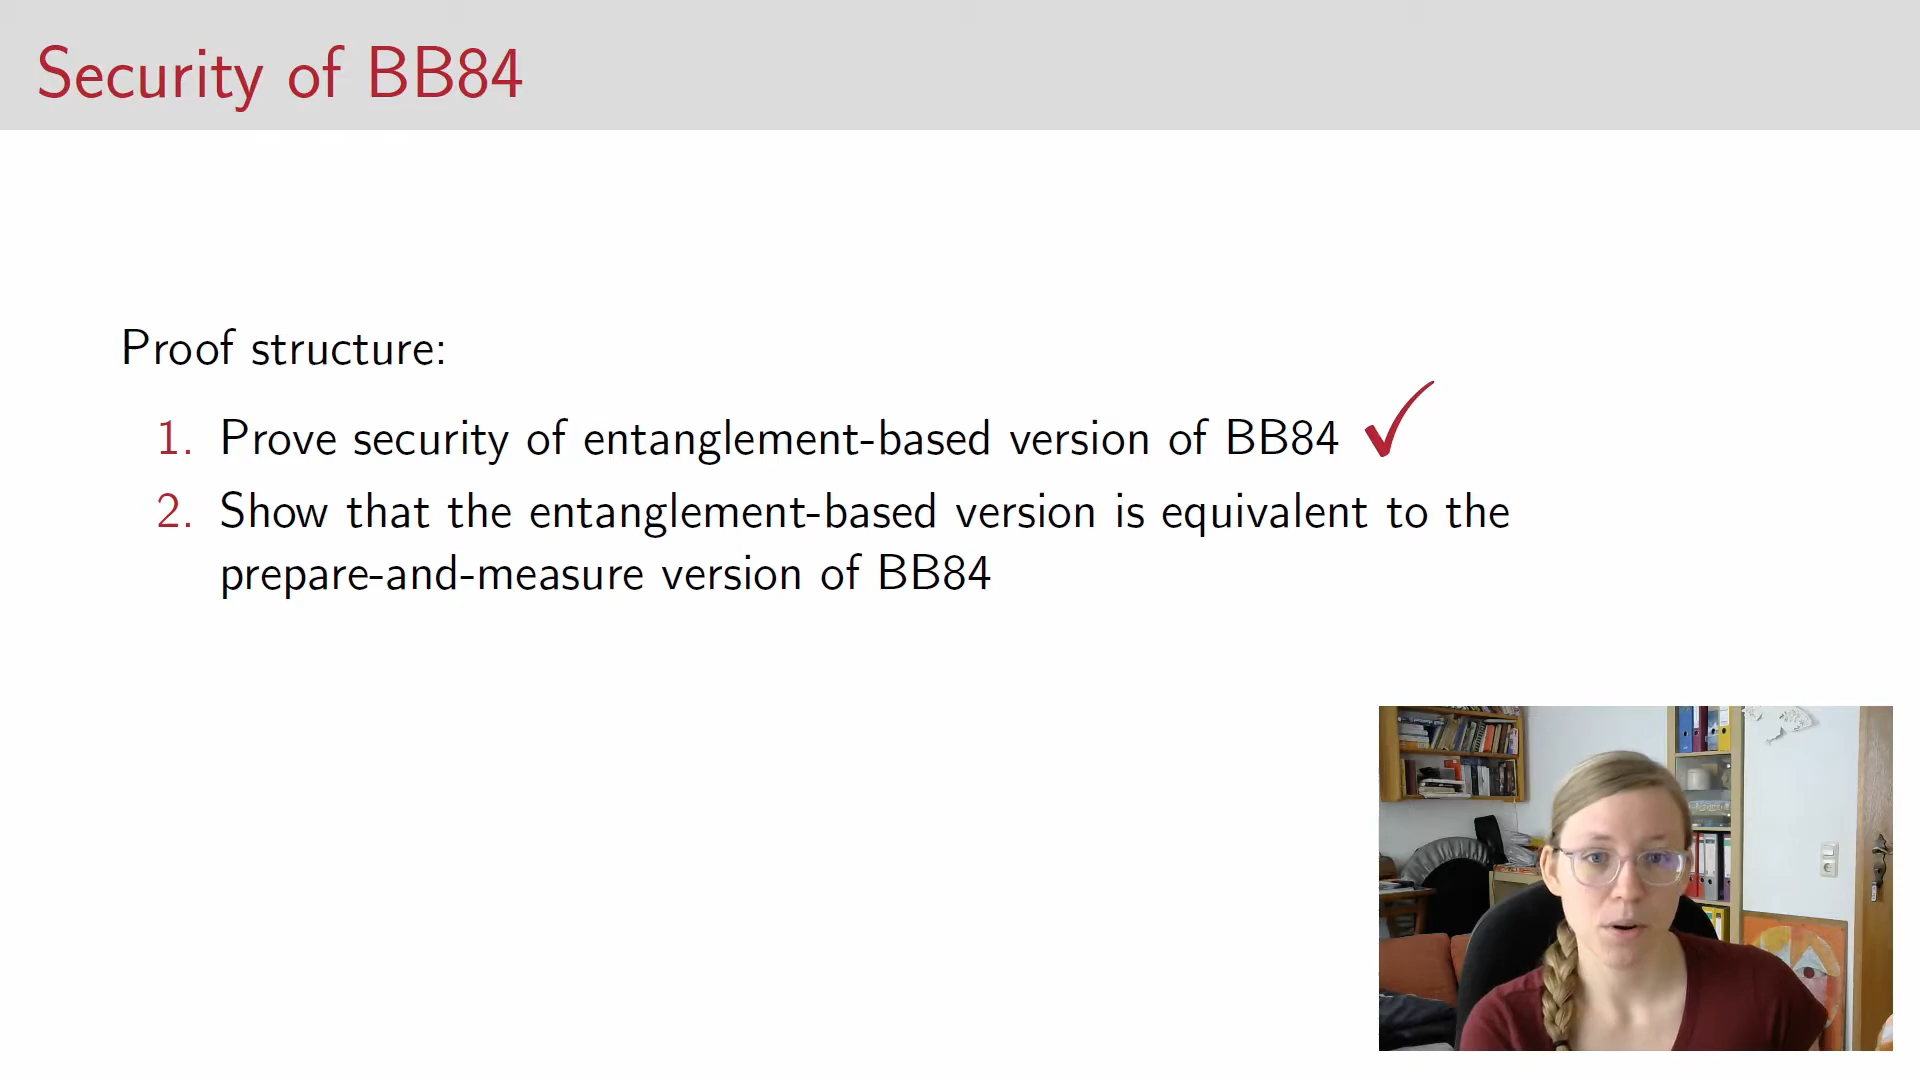 Security of BB84
Proof structure:
1. Prove security of entanglement-based version of BB84
2. Show that the entanglement-based version is equivalent to the
prepare-and-measure version of BB84